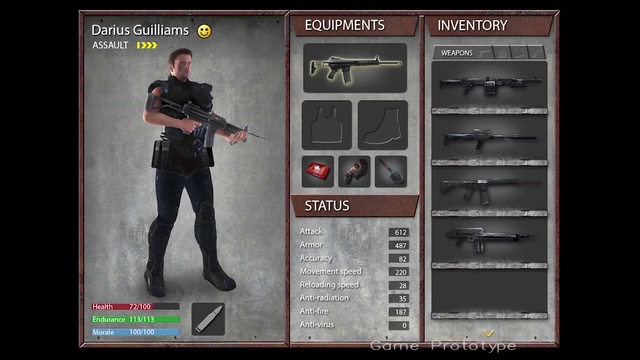 Darius Guilliams
ASSAULT
Health 72/100
Endurance 113/113
Morale 100/100
EQUIPMENTS
STATUS
Attack 612
Armor 487
Accuracy 82
Movement speed 220
Reloading speed 28
Anti-radiation 35
Anti-fire 187
Anti-virus 0
INVENTORY
WEAPONS
Game Prototype